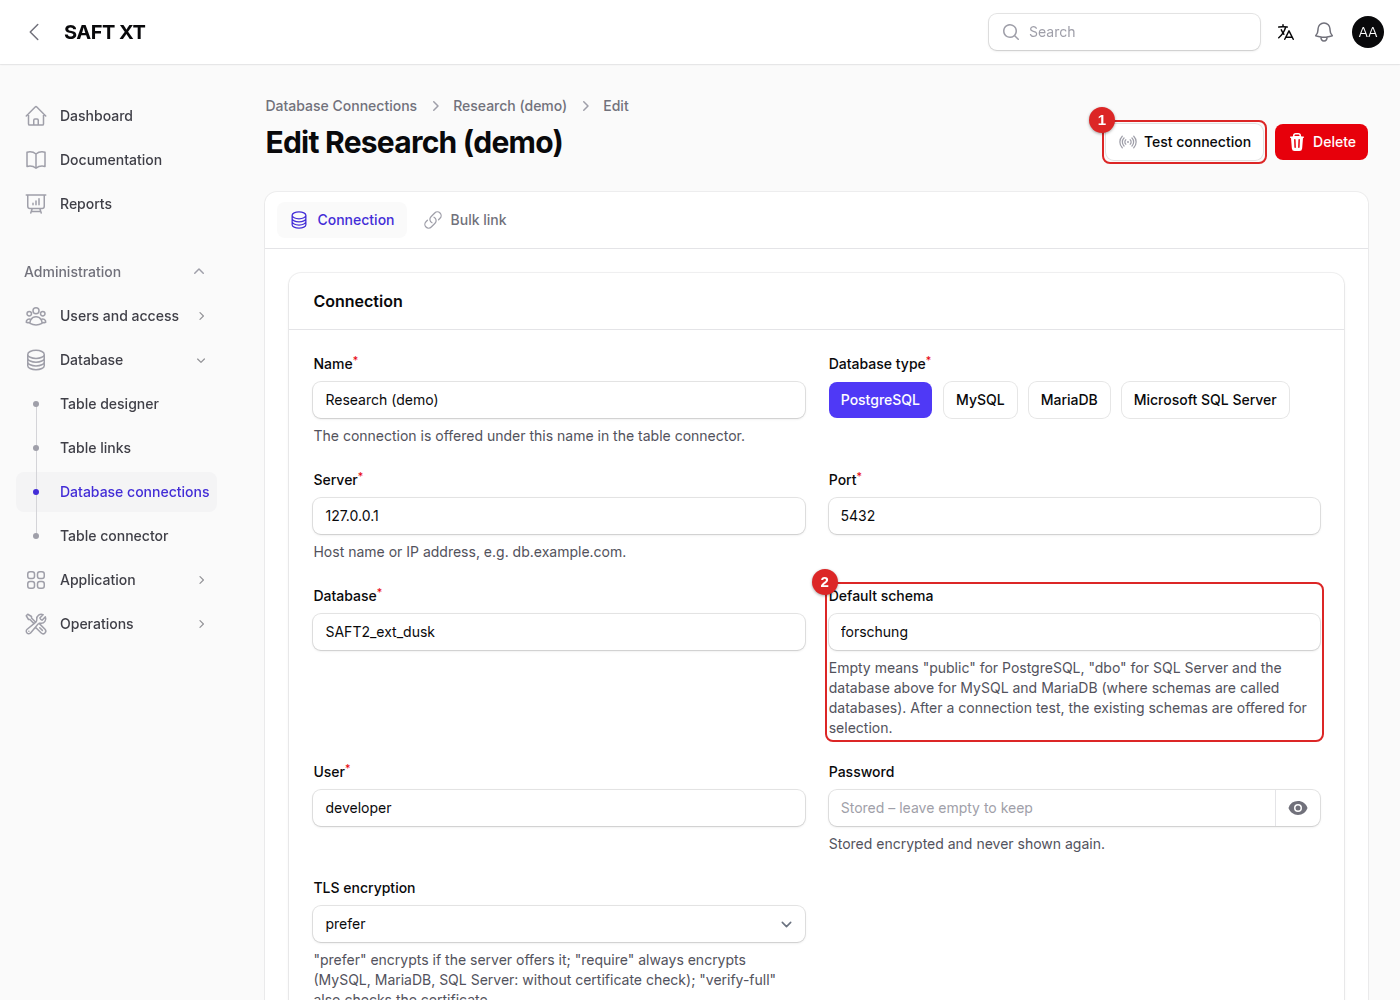 SAFT XT
Search
AA
Dashboard
Documentation
Reports
Administration
Users and access
Database
Table designer
Table links
Database connections
Table connector
Application
Operations
Database Connections > Research (demo) > Edit
Edit Research (demo)
1
Test connection
Delete
Connection
Bulk link
Connection
Name*
Research (demo)
The connection is offered under this name in the table connector.
Database type*
PostgreSQL
MySQL
MariaDB
Microsoft SQL Server
Server*
127.0.0.1
Host name or IP address, e.g. db.example.com.
Port*
5432
Database*
SAFT2_ext_dusk
2
Default schema
forschung
Empty means "public" for PostgreSQL, "dbo" for SQL Server and the
database above for MySQL and MariaDB (where schemas are called
databases). After a connection test, the existing schemas are offered for
selection.
User*
developer
Password
Stored – leave empty to keep
Stored encrypted and never shown again.
TLS encryption
prefer
"prefer" encrypts if the server offers it; "require" always encrypts
(MySQL, MariaDB, SQL Server: without certificate check); "verify-full"
also checks the certificate.